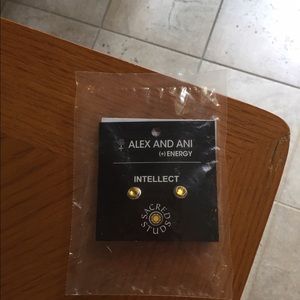 ALEX AND ANI
(+) ENERGY
INTELLECT
SACRED
STUDS